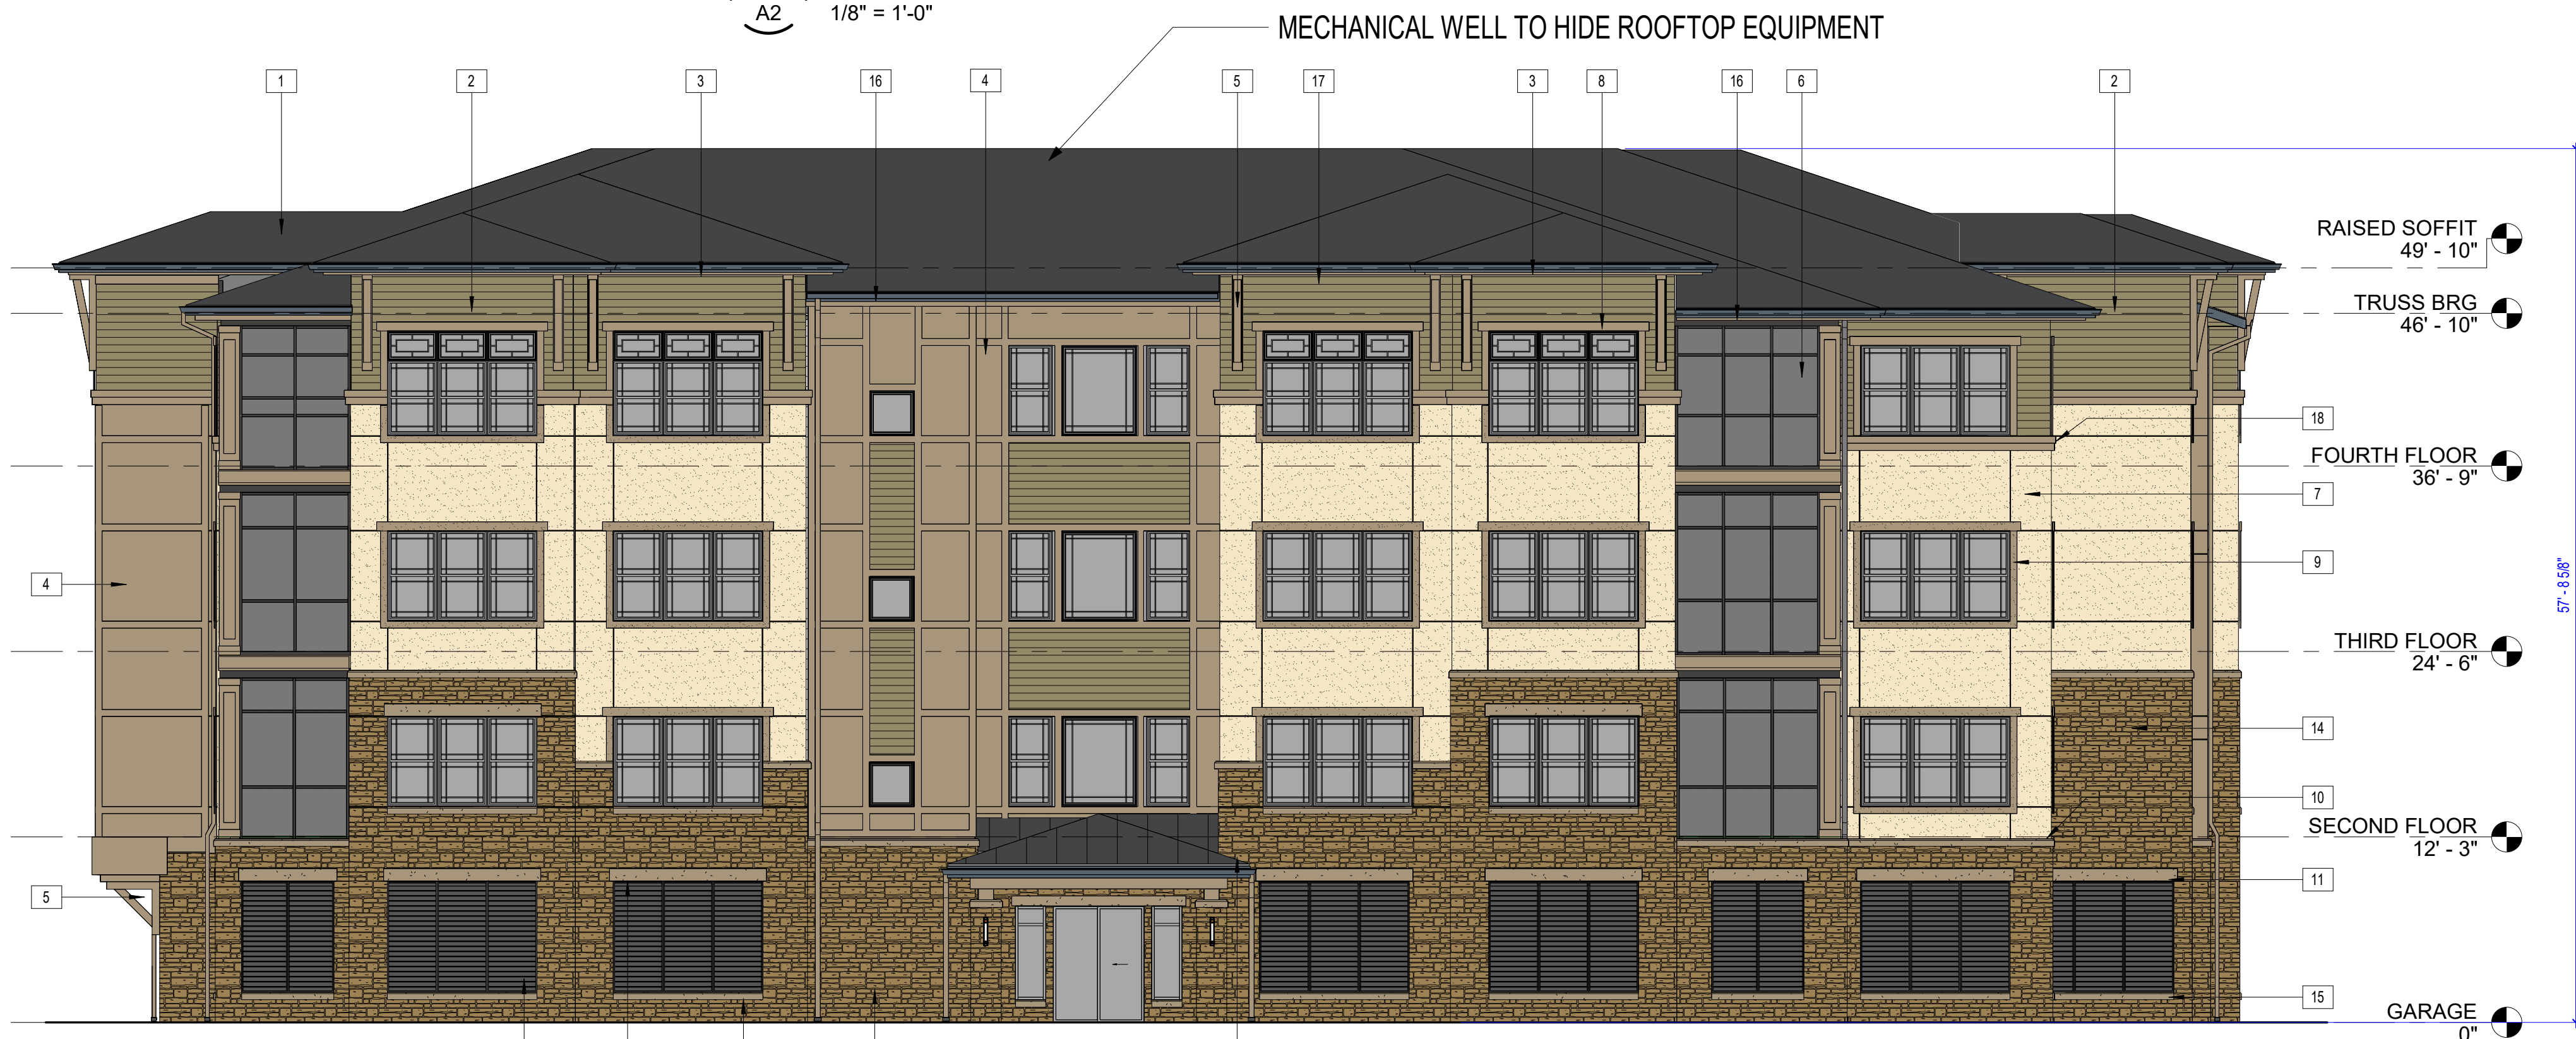 A2
1/8" = 1'-0"
MECHANICAL WELL TO HIDE ROOFTOP EQUIPMENT
1
2
3
16
4
5
17
3
8
16
6
2
RAISED SOFFIT
49' - 10"
TRUSS BRG
46' - 10"
18
FOURTH FLOOR
36' - 9"
7
9
4
57' - 8 5/8"
THIRD FLOOR
24' - 6"
14
10
SECOND FLOOR
12' - 3"
11
5
15
GARAGE
0"